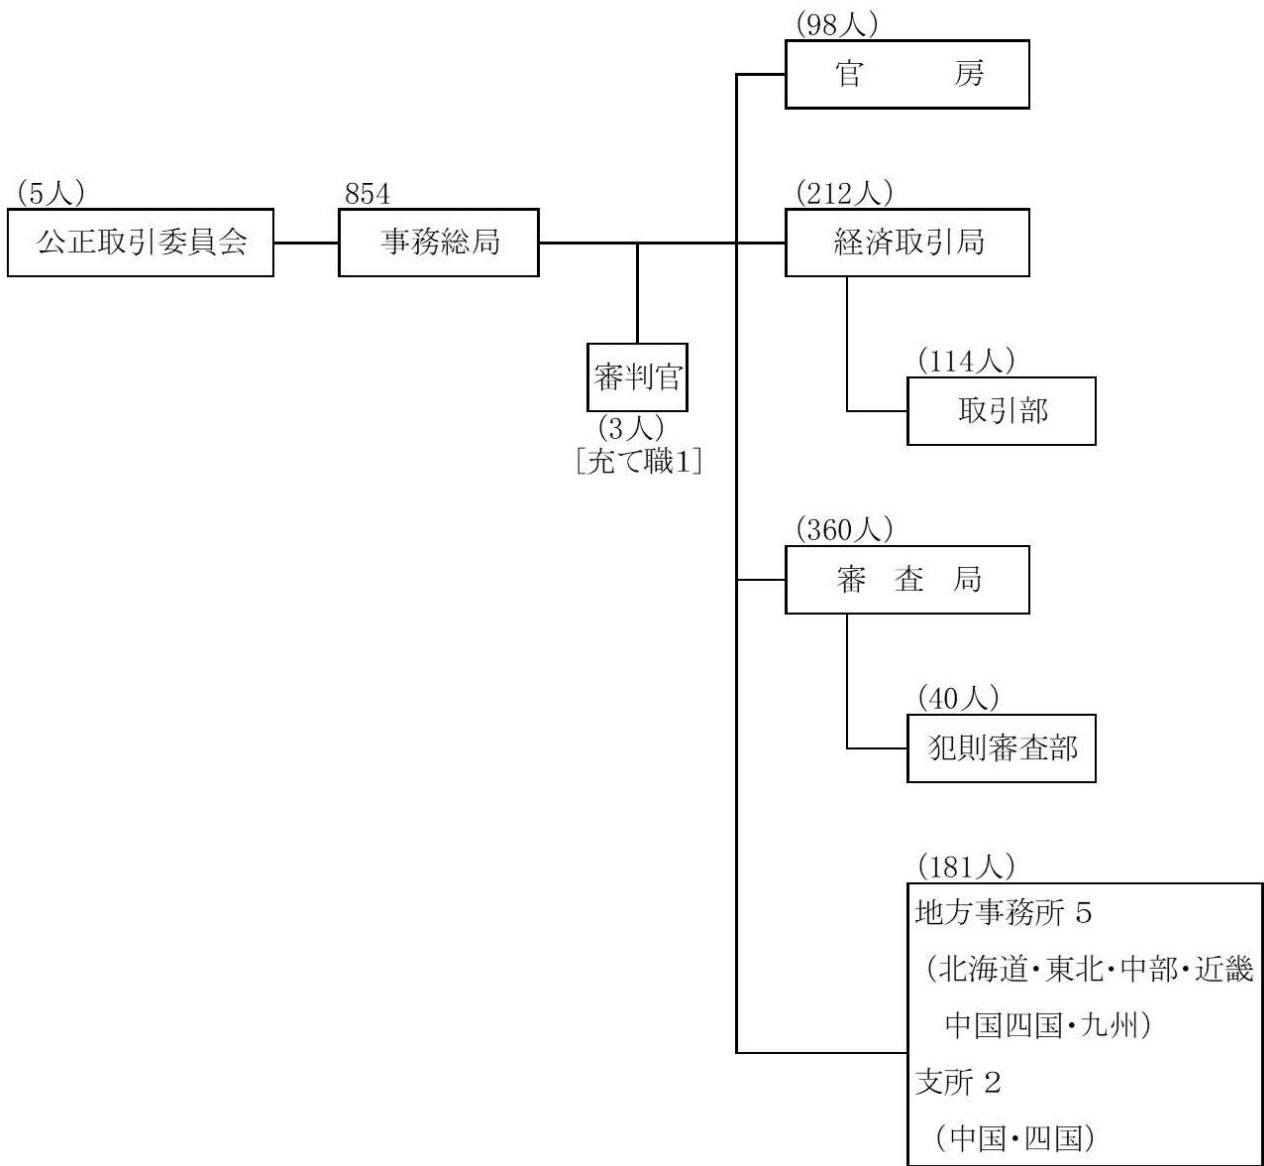 (98人)
官　　房
(5人)
公正取引委員会
854
事務総局
(212人)
経済取引局
審判官
(3人)
[充て職1]
(114人)
取引部
(360人)
審　査　局
(40人)
犯則審査部
(181人)
地方事務所 5
(北海道・東北・中部・近畿
中国四国・九州)
支所 2
(中国・四国)